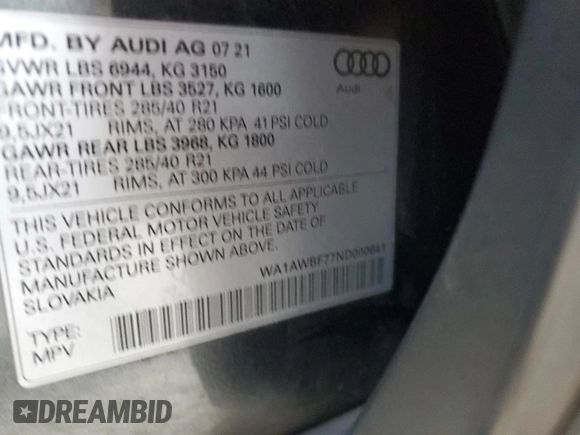 MFD. BY AUDI AG 07 21
GVWR LBS 6944, KG 3150
GAWR FRONT LBS 3527, KG 1600
FRONT-TIRES 285/40 R21
9,5JX21 RIMS, AT 280 KPA 41 PSI COLD
GAWR REAR LBS 3968, KG 1800
REAR-TIRES 285/40 R21
9,5JX21 RIMS, AT 300 KPA 44 PSI COLD
THIS VEHICLE CONFORMS TO ALL APPLICABLE
U.S. FEDERAL MOTOR VEHICLE SAFETY
STANDARDS IN EFFECT ON THE DATE OF
MANUFACTURE SHOWN ABOVE.
SLOVAKIA
WA1AWBF77ND000641
TYPE:
MPV
Audi
DREAMBID